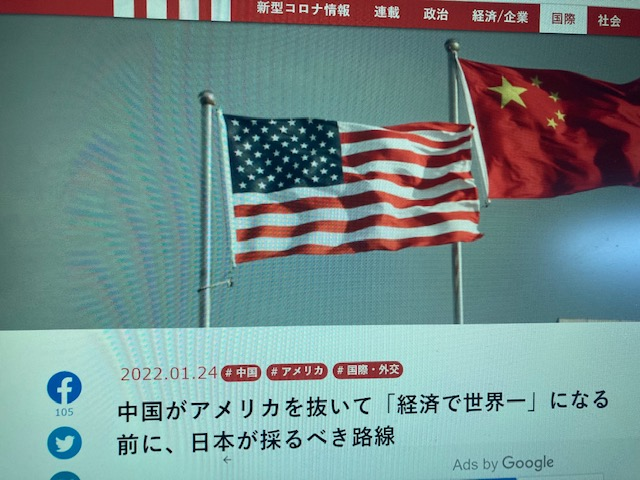 新型コロナ情報 連載 政治 経済/企業 国際 社会
2022.01.24 #中国 #アメリカ #国際・外交
105
中国がアメリカを抜いて「経済で世界一」になる
前に、日本が採るべき路線
Ads by Google